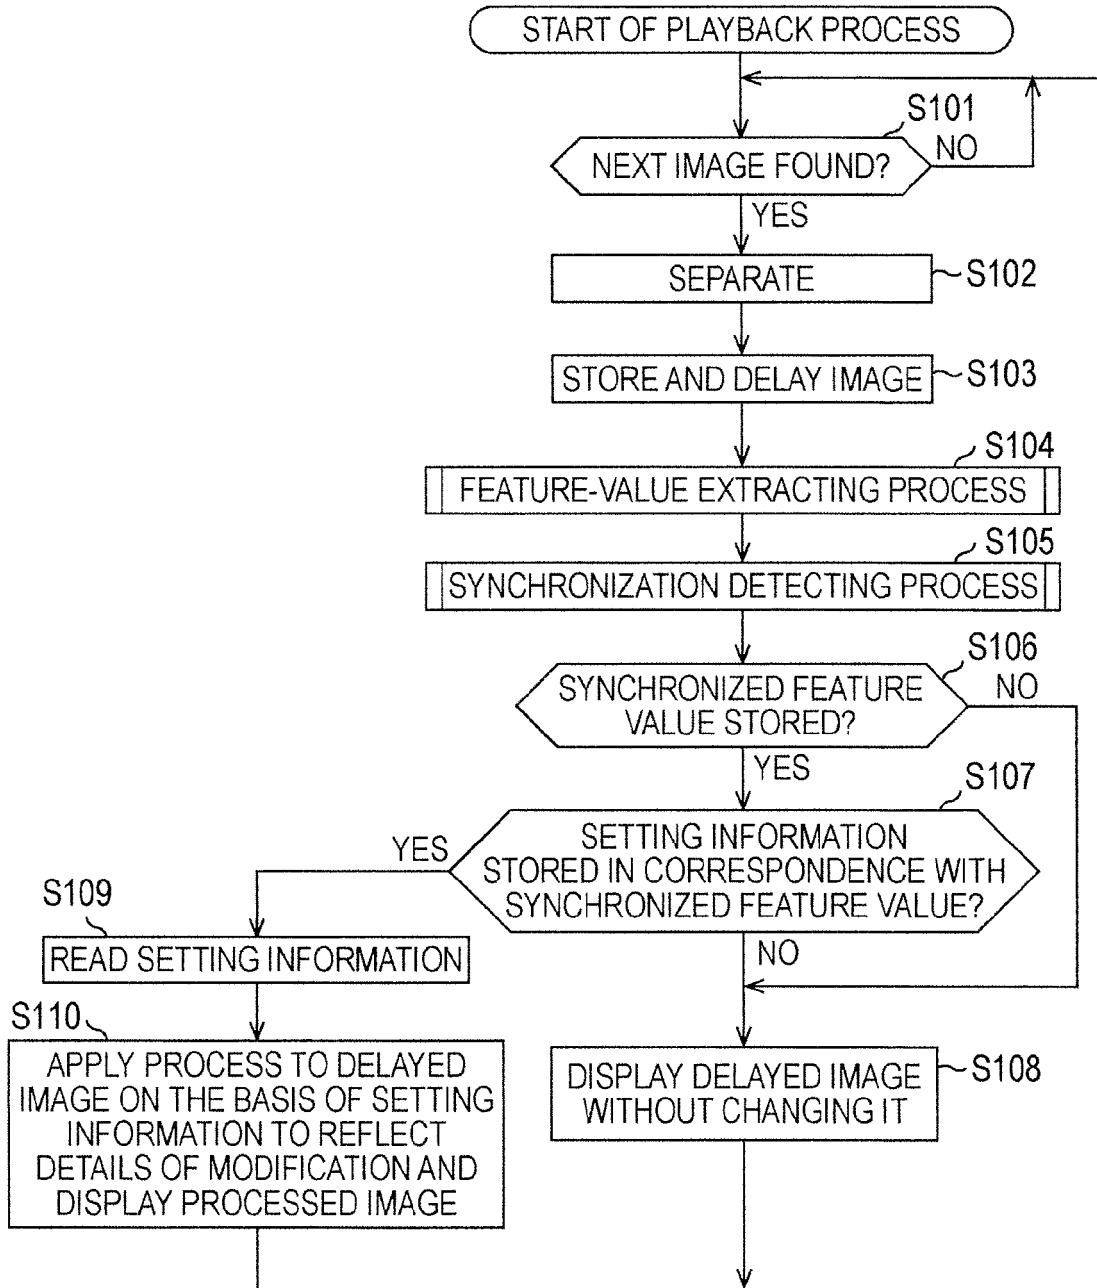 START OF PLAYBACK PROCESS
S101
NEXT IMAGE FOUND?
NO
YES
SEPARATE
S102
STORE AND DELAY IMAGE
S103
S104
FEATURE-VALUE EXTRACTING PROCESS
S105
SYNCHRONIZATION DETECTING PROCESS
S106
SYNCHRONIZED FEATURE
VALUE STORED?
NO
YES
S107
SETTING INFORMATION
STORED IN CORRESPONDENCE WITH
SYNCHRONIZED FEATURE VALUE?
YES
NO
S109
READ SETTING INFORMATION
S110
APPLY PROCESS TO DELAYED
IMAGE ON THE BASIS OF SETTING
INFORMATION TO REFLECT
DETAILS OF MODIFICATION AND
DISPLAY PROCESSED IMAGE
DISPLAY DELAYED IMAGE
WITHOUT CHANGING IT
S108